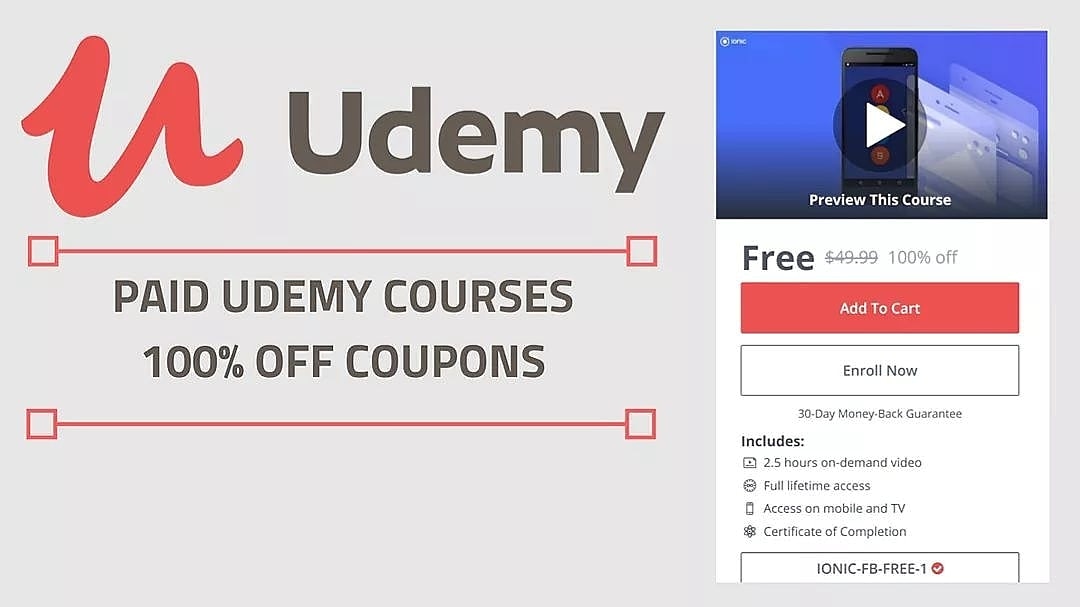 Udemy
PAID UDEMY COURSES
100% OFF COUPONS
IONIC
A
9
Preview This Course
Free $49.99 100% off
Add To Cart
Enroll Now
30-Day Money-Back Guarantee
Includes:
2.5 hours on-demand video
Full lifetime access
Access on mobile and TV
Certificate of Completion
IONIC-FB-FREE-1